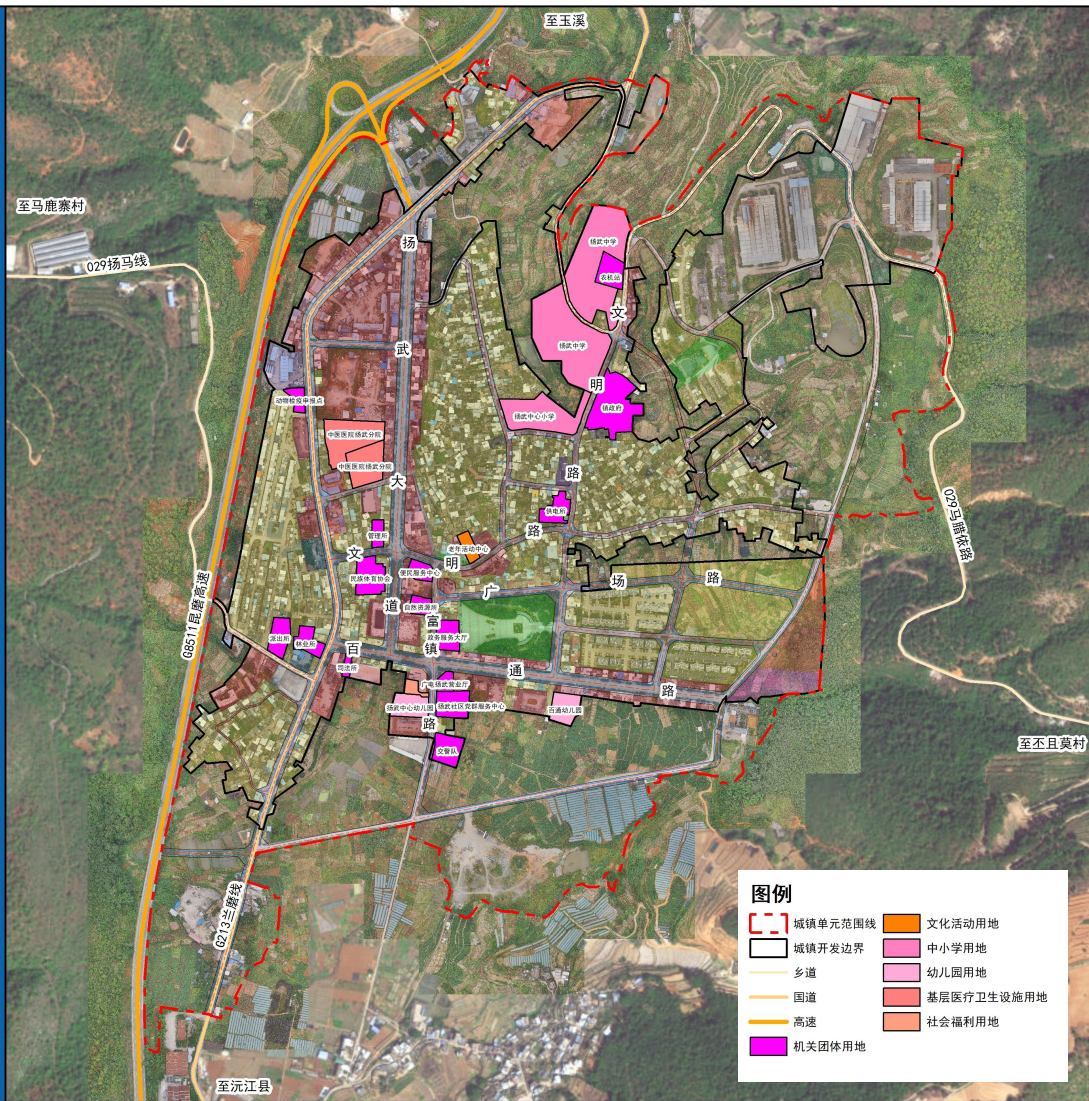 至玉溪
至马鹿寨村
029扬马线
扬
武
大
道
扬武中学
农机站
文
扬武中学
明
镇政府
扬武中心小学
路
动物检疫申报点
中医医院扬武分院
中医医院扬武分院
供电所
管理所
老年活动中心
路
文
明
民族体育协会
便民服务中心
广
场
路
自然资源所
富
政务服务大厅
镇
路
派出所
林业所
司法所
百
通
路
广电扬武营业厅
扬武中心幼儿园
扬武社区党群服务中心
百通幼儿园
交警队
029马腊依路
至丕且莫村
G8511昆磨高速
G213兰磨线
至沅江县
图例
城镇单元范围线
城镇开发边界
乡道
国道
高速
机关团体用地
文化活动用地
中小学用地
幼儿园用地
基层医疗卫生设施用地
社会福利用地